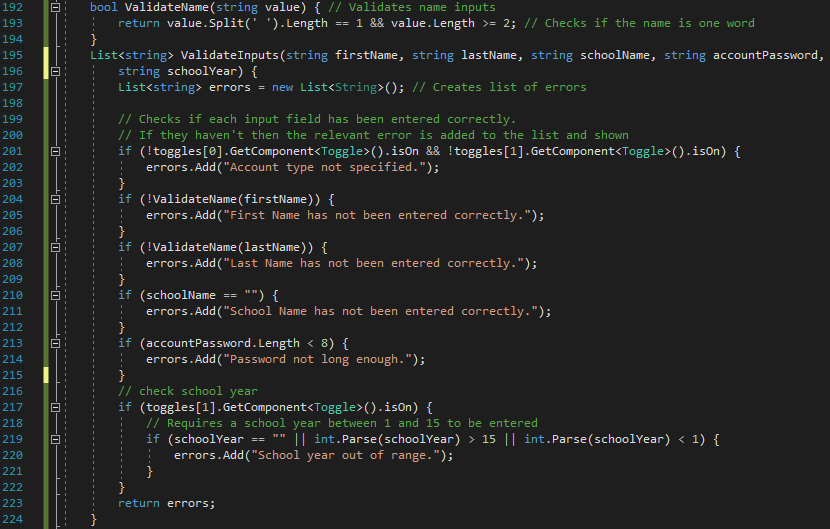 192 bool ValidateName(string value) { // Validates name inputs
193 return value.Split(' ').Length == 1 && value.Length >= 2; // Checks if the name is one word
194 }
195 List<string> ValidateInputs(string firstName, string lastName, string schoolName, string accountPassword,
196 string schoolYear) {
197 List<string> errors = new List<String>(); // Creates list of errors
198
199 // Checks if each input field has been entered correctly.
200 // If they haven't then the relevant error is added to the list and shown
201 if (!toggles[0].GetComponent<Toggle>().isOn && !toggles[1].GetComponent<Toggle>().isOn) {
202 errors.Add("Account type not specified.");
203 }
204 if (!ValidateName(firstName)) {
205 errors.Add("First Name has not been entered correctly.");
206 }
207 if (!ValidateName(lastName)) {
208 errors.Add("Last Name has not been entered correctly.");
209 }
210 if (schoolName == "") {
211 errors.Add("School Name has not been entered correctly.");
212 }
213 if (accountPassword.Length < 8) {
214 errors.Add("Password not long enough.");
215 }
216 // check school year
217 if (toggles[1].GetComponent<Toggle>().isOn) {
218 // Requires a school year between 1 and 15 to be entered
219 if (schoolYear == "" || int.Parse(schoolYear) > 15 || int.Parse(schoolYear) < 1) {
220 errors.Add("School year out of range.");
221 }
222 }
223 return errors;
224 }